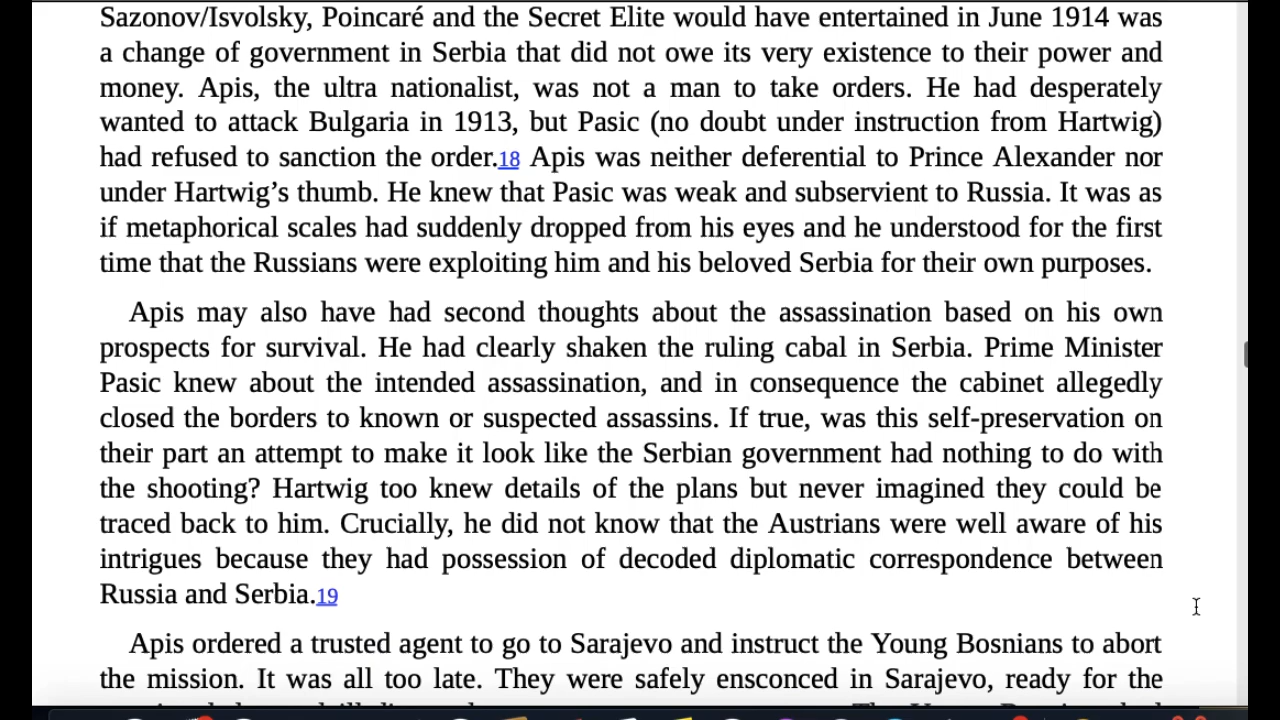 Sazonov/Isvolsky, Poincaré and the Secret Elite would have entertained in June 1914 was
a change of government in Serbia that did not owe its very existence to their power and
money. Apis, the ultra nationalist, was not a man to take orders. He had desperately
wanted to attack Bulgaria in 1913, but Pasic (no doubt under instruction from Hartwig)
had refused to sanction the order.18 Apis was neither deferential to Prince Alexander nor
under Hartwig’s thumb. He knew that Pasic was weak and subservient to Russia. It was as
if metaphorical scales had suddenly dropped from his eyes and he understood for the first
time that the Russians were exploiting him and his beloved Serbia for their own purposes.
Apis may also have had second thoughts about the assassination based on his own
prospects for survival. He had clearly shaken the ruling cabal in Serbia. Prime Minister
Pasic knew about the intended assassination, and in consequence the cabinet allegedly
closed the borders to known or suspected assassins. If true, was this self-preservation on
their part an attempt to make it look like the Serbian government had nothing to do with
the shooting? Hartwig too knew details of the plans but never imagined they could be
traced back to him. Crucially, he did not know that the Austrians were well aware of his
intrigues because they had possession of decoded diplomatic correspondence between
Russia and Serbia.19
Apis ordered a trusted agent to go to Sarajevo and instruct the Young Bosnians to abort
the mission. It was all too late. They were safely ensconced in Sarajevo, ready for the